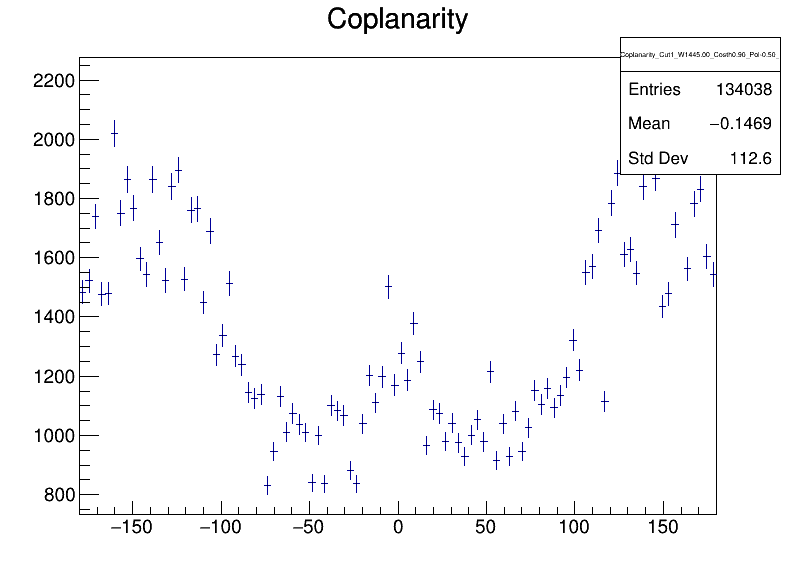 Coplanarity
Coplanarity_Cut1_W1445.00_Costh0.90_Pol-0.50_
Entries 134038
Mean −0.1469
Std Dev 112.6
2200
2000
1800
1600
1400
1200
1000
800
−150 −100 −50 0 50 100 150